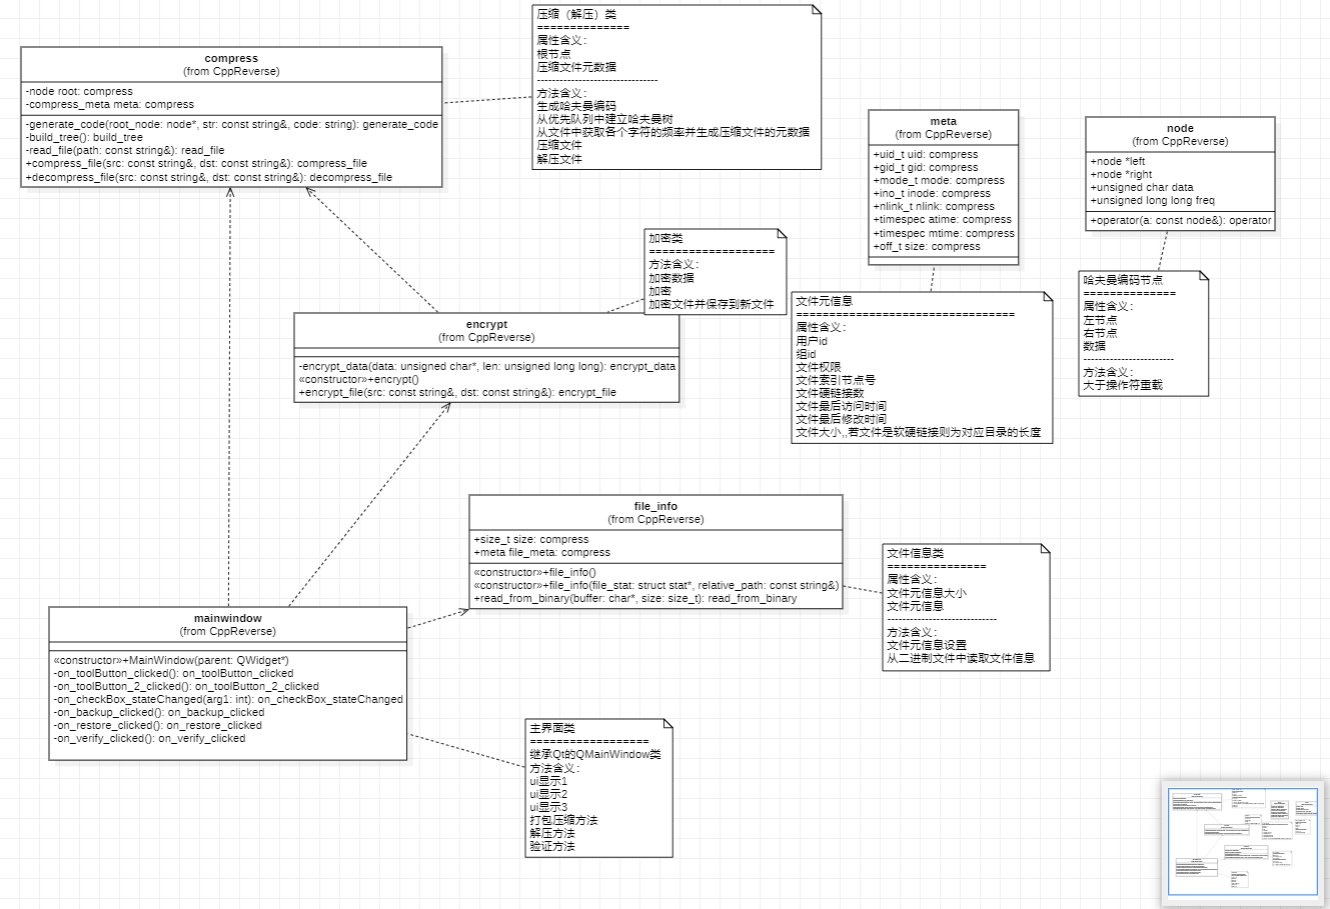 compress
(from CppReverse)
-node root: compress
-compress_meta meta: compress
-generate_code(root_node: node*, str: const string&, code: string): generate_code
-build_tree(): build_tree
-read_file(path: const string&): read_file
+compress_file(src: const string&, dst: const string&): compress_file
+decompress_file(src: const string&, dst: const string&): decompress_file
压缩（解压）类
==============
属性含义:
根节点
压缩文件元数据
--------------------------------
方法含义:
生成哈夫曼编码
从优先队列中建立哈夫曼树
从文件中获取各个字符的频率并生成压缩文件的元数据
压缩文件
解压文件
meta
(from CppReverse)
+uid_t uid: compress
+gid_t gid: compress
+mode_t mode: compress
+ino_t inode: compress
+nlink_t nlink: compress
+timespec atime: compress
+timespec mtime: compress
+off_t size: compress
node
(from CppReverse)
+node *left
+node *right
+unsigned char data
+unsigned long long freq
+operator(a: const node&): operator
加密类
===================
方法含义:
加密数据
加密
加密文件并保存到新文件
文件元信息
=================================
属性含义:
用户id
组id
文件权限
文件索引节点号
文件硬链接数
文件最后访问时间
文件最后修改时间
文件大小,,若文件是软硬链接则为对应目录的长度
哈夫曼编码节点
==============
属性含义:
左节点
右节点
数据
------------------------
方法含义:
大于操作符重载
encrypt
(from CppReverse)
-encrypt_data(data: unsigned char*, len: unsigned long long): encrypt_data
«constructor»+encrypt()
+encrypt_file(src: const string&, dst: const string&): encrypt_file
file_info
(from CppReverse)
+size_t size: compress
+meta file_meta: compress
«constructor»+file_info()
«constructor»+file_info(file_stat: struct stat*, relative_path: const string&)
+read_from_binary(buffer: char*, size: size_t): read_from_binary
文件信息类
===============
属性含义:
文件元信息大小
文件元信息
-----------------------------
方法含义:
文件元信息设置
从二进制文件中读取文件信息
mainwindow
(from CppReverse)
«constructor»+MainWindow(parent: QWidget*)
-on_toolButton_clicked(): on_toolButton_clicked
-on_toolButton_2_clicked(): on_toolButton_2_clicked
-on_checkBox_stateChanged(arg1: int): on_checkBox_stateChanged
-on_backup_clicked(): on_backup_clicked
-on_restore_clicked(): on_restore_clicked
-on_verify_clicked(): on_verify_clicked
主界面类
==================
继承Qt的QMainWindow类
方法含义:
ui显示1
ui显示2
ui显示3
打包压缩方法
解压方法
验证方法